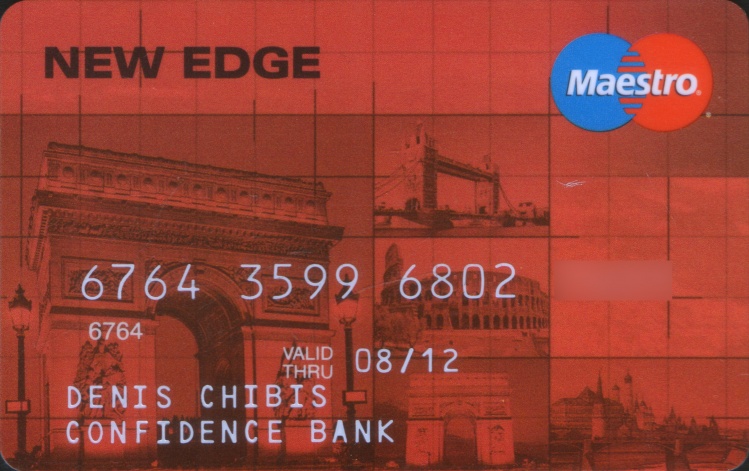 NEW EDGE
Maestro
6764 3599 6802
6764
VALID THRU 08/12
DENIS CHIBIS
CONFIDENCE BANK